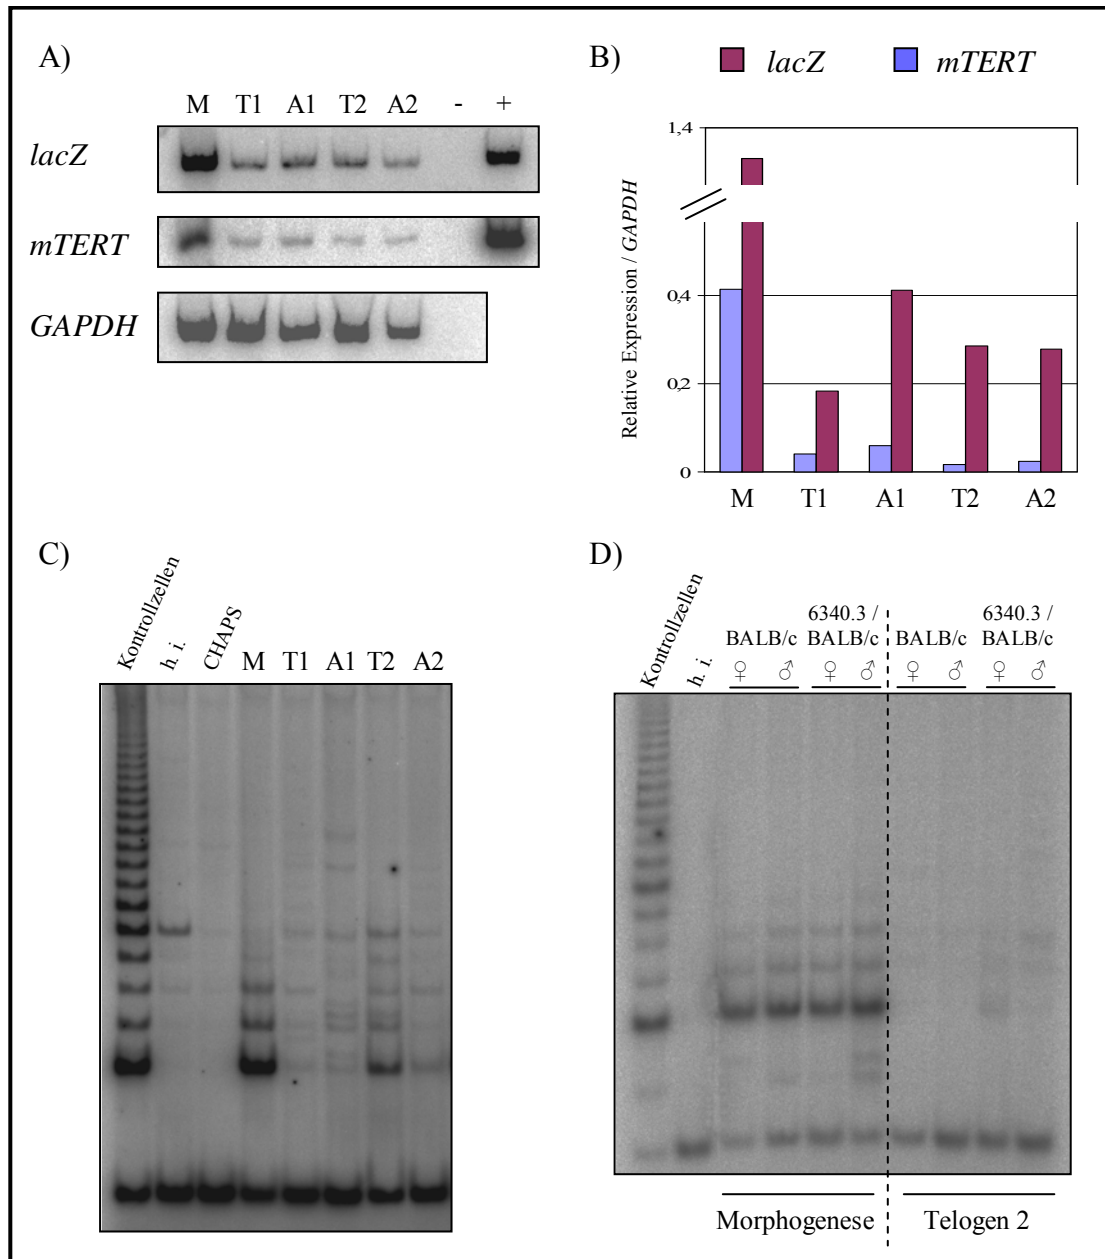 A)
M T1 A1 T2 A2 - +
lacZ
mTERT
GAPDH
B)
lacZ mTERT
1,4
0,4
0,2
0
Relative Expression / GAPDH
M T1 A1 T2 A2
C)
Kontrollzellen h. i. CHAPS M T1 A1 T2 A2
D)
Kontrollzellen h. i.
6340.3 / 6340.3 /
BALB/c BALB/c BALB/c BALB/c
♀ ♂ ♀ ♂ ♀ ♂ ♀ ♂
Morphogenese Telogen 2